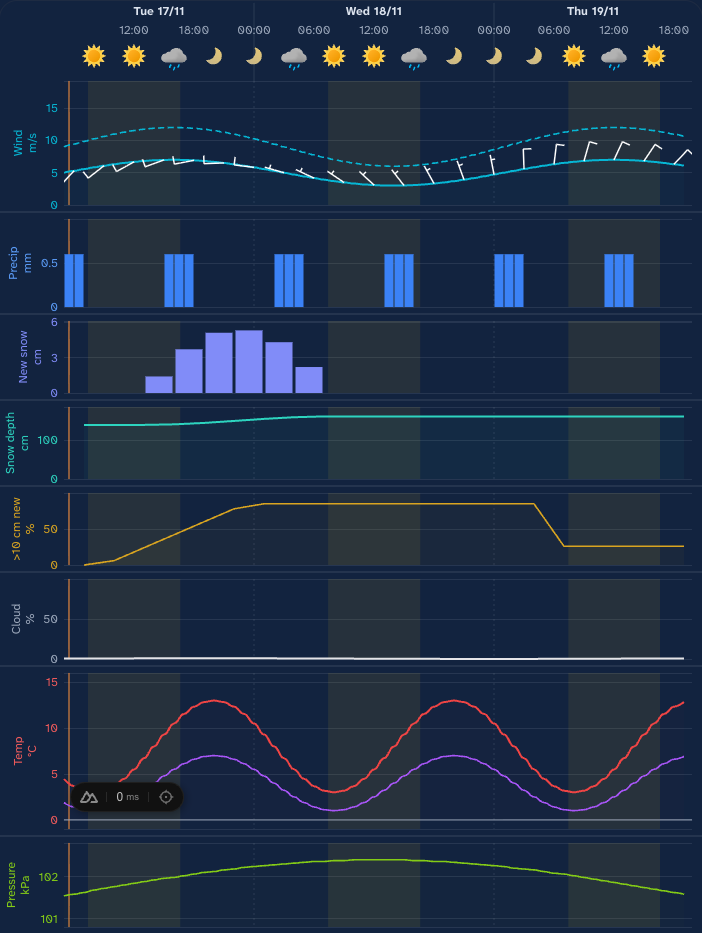 Tue 17/11 Wed 18/11 Thu 19/11
12:00 18:00 00:00 06:00 12:00 18:00 00:00 06:00 12:00 18:00
Wind m/s
15
10
5
0
Precip mm
0.5
0
New snow cm
6
3
0
Snow depth cm
100
0
>10 cm new %
50
0
Cloud %
50
0
Temp °C
15
10
5
0
0 ms
Pressure kPa
102
101